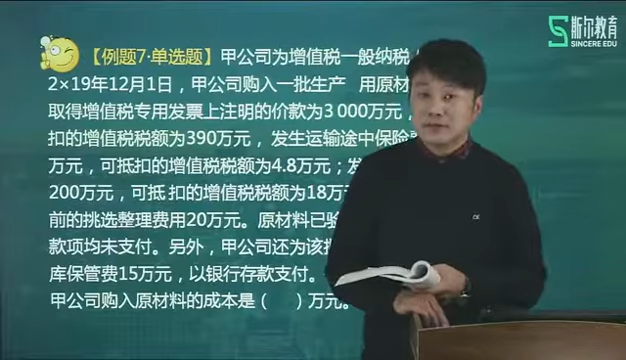 斯尔教育
SINCERE EDU
【例题7·单选题】甲公司为增值税一般纳税
2×19年12月1日，甲公司购入一批生产 用原材
取得增值税专用发票上注明的价款为3 000万元，
扣的增值税税额为390万元，发生运输途中保险
万元，可抵扣的增值税税额为4.8万元；发
200万元，可抵 扣的增值税税额为18万
前的挑选整理费用20万元。原材料已验
款项均未支付。另外，甲公司还为该批
库保管费15万元，以银行存款支付。
甲公司购入原材料的成本是（ ）万元。